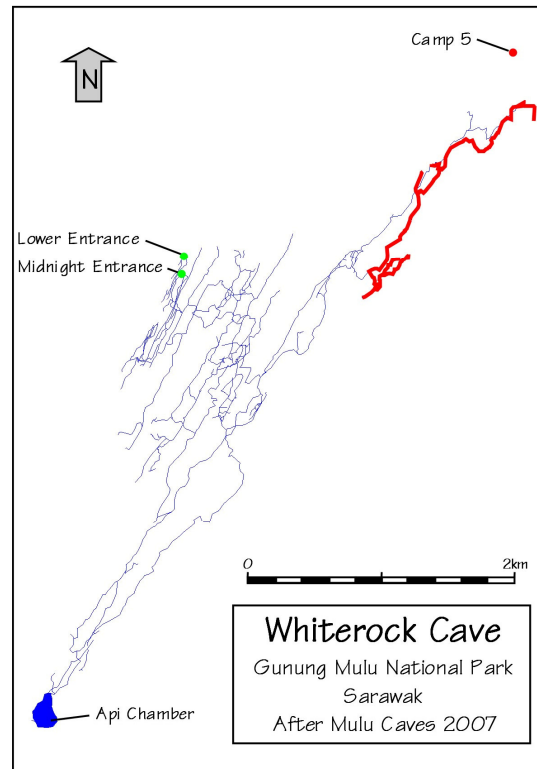 Camp 5
N
Lower Entrance
Midnight Entrance
0 2km
Whiterock Cave
Gunung Mulu National Park
Sarawak
After Mulu Caves 2007
Api Chamber